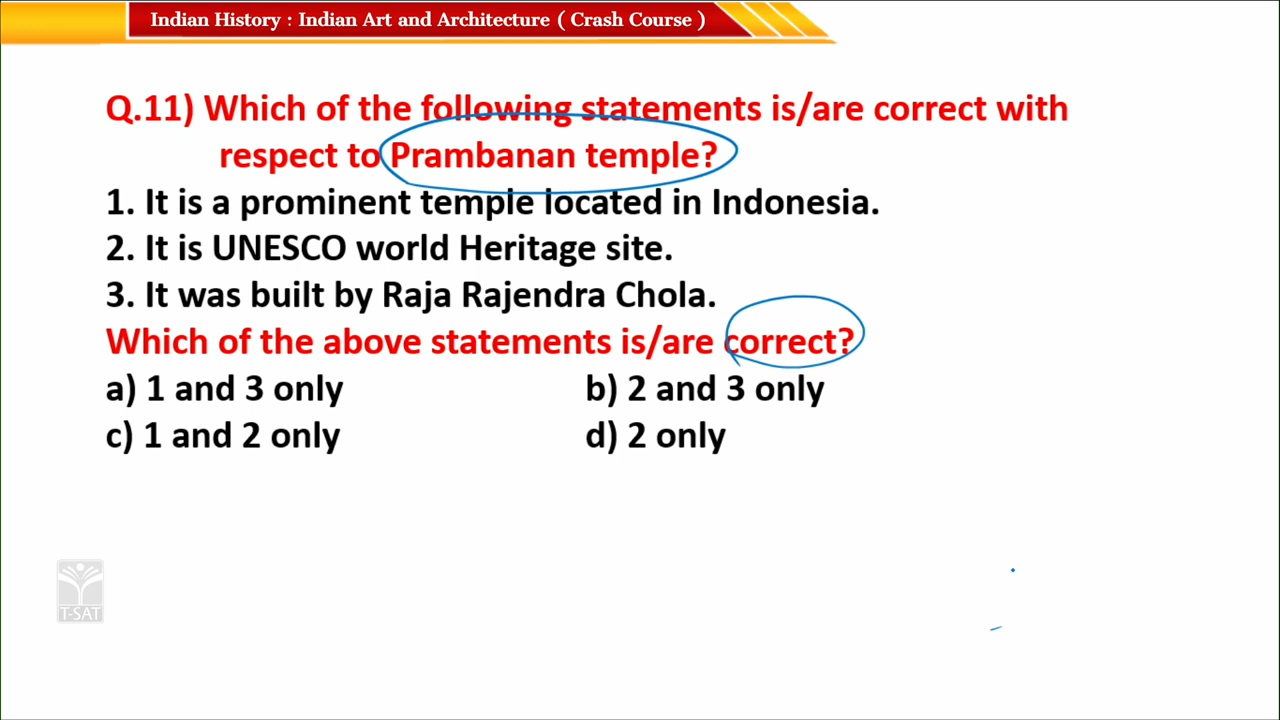 Indian History : Indian Art and Architecture ( Crash Course )
Q.11) Which of the following statements is/are correct with
respect to Prambanan temple?
1. It is a prominent temple located in Indonesia.
2. It is UNESCO world Heritage site.
3. It was built by Raja Rajendra Chola.
Which of the above statements is/are correct?
a) 1 and 3 only b) 2 and 3 only
c) 1 and 2 only d) 2 only
T-SAT